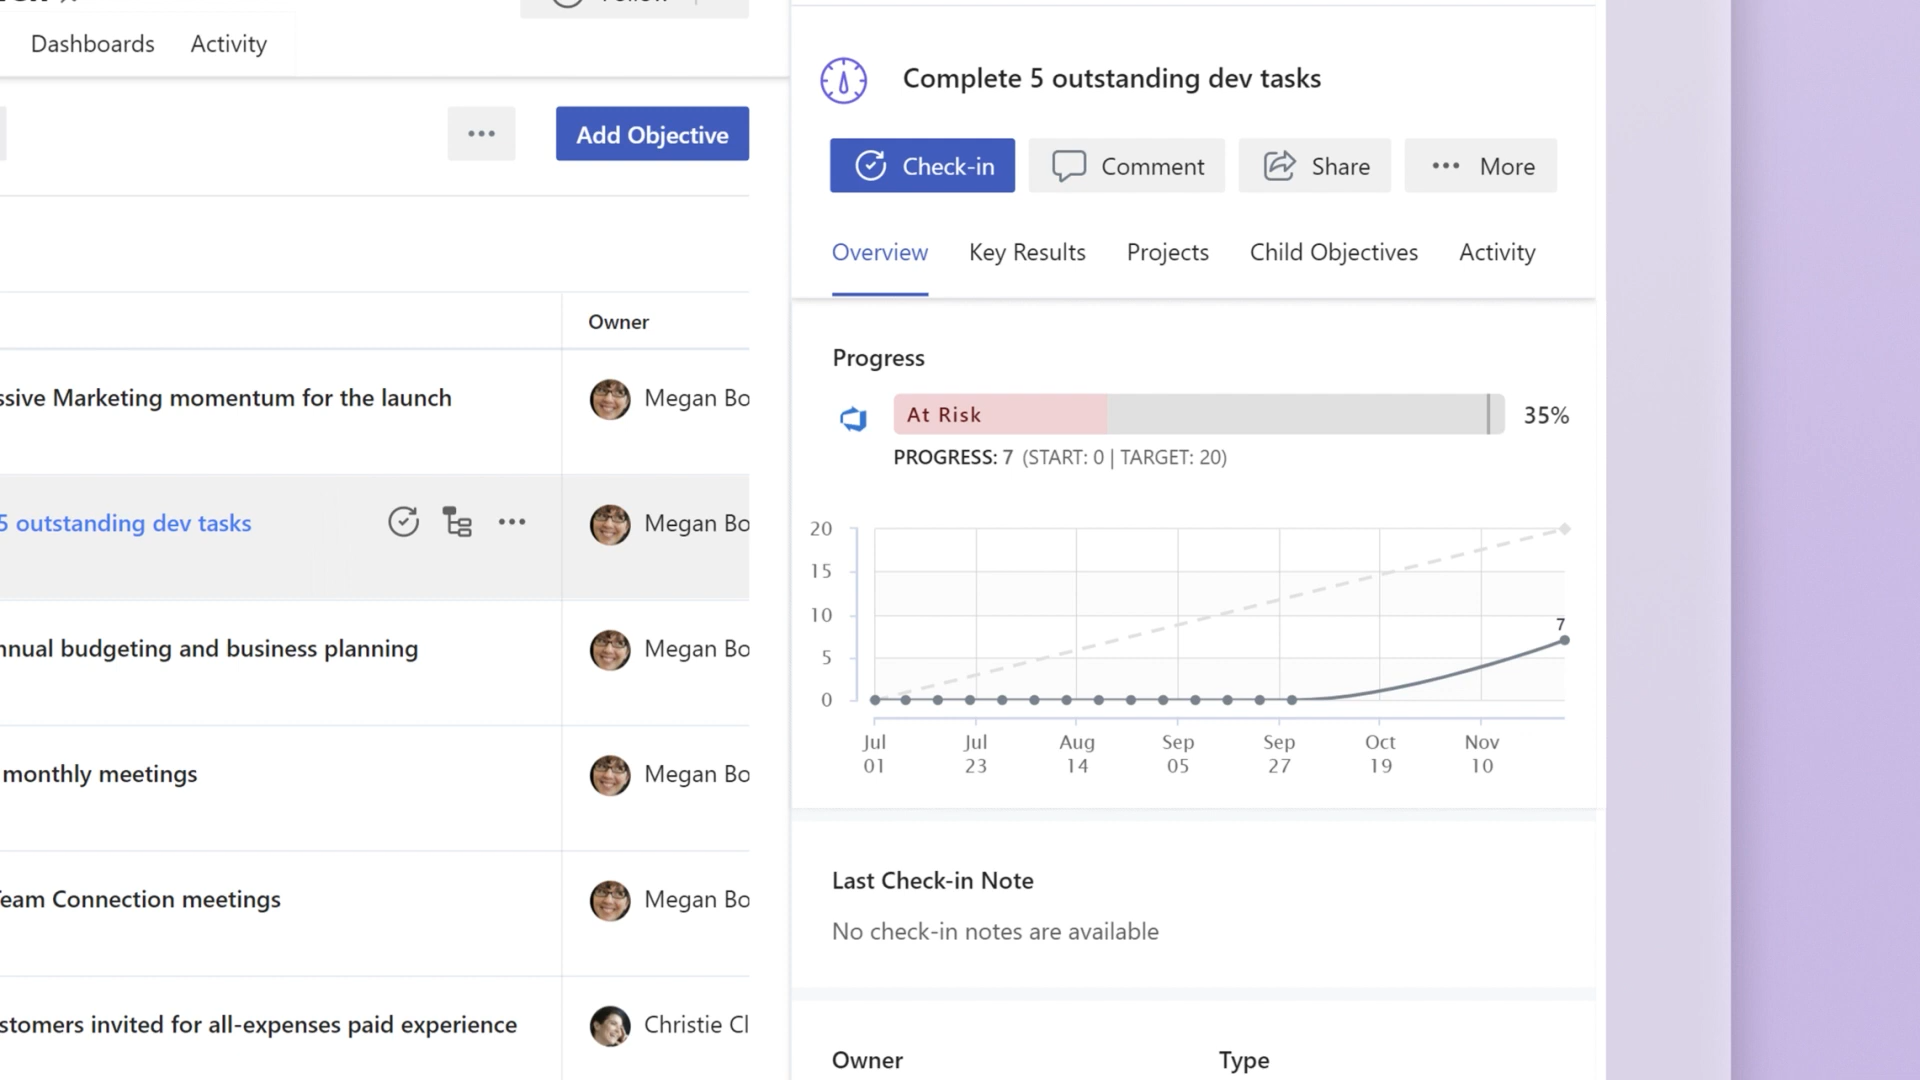 Dashboards Activity
Add Objective
Owner
ssive Marketing momentum for the launch Megan Bo
5 outstanding dev tasks Megan Bo
nnual budgeting and business planning Megan Bo
monthly meetings Megan Bo
Team Connection meetings Megan Bo
stomers invited for all-expenses paid experience Christie Cl
Complete 5 outstanding dev tasks
Check-in Comment Share More
Overview Key Results Projects Child Objectives Activity
Progress
At Risk 35%
PROGRESS: 7 (START: 0 | TARGET: 20)
20
15
10
5
0
7
Jul 01
Jul 23
Aug 14
Sep 05
Sep 27
Oct 19
Nov 10
Last Check-in Note
No check-in notes are available
Owner Type